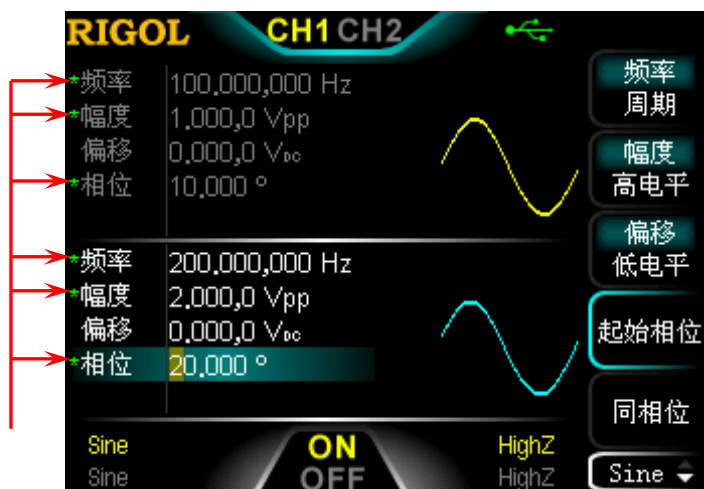 RIGOL CH1 CH2
*频率 100.000,000 Hz
*幅度 1.000,0 Vpp
偏移 0.000,0 VDC
*相位 10.000 °
*频率 200.000,000 Hz
*幅度 2.000,0 Vpp
偏移 0.000,0 VDC
*相位 20.000 °
Sine ON HighZ
Sine OFF HighZ
频率
周期
幅度
高电平
偏移
低电平
起始相位
同相位
Sine